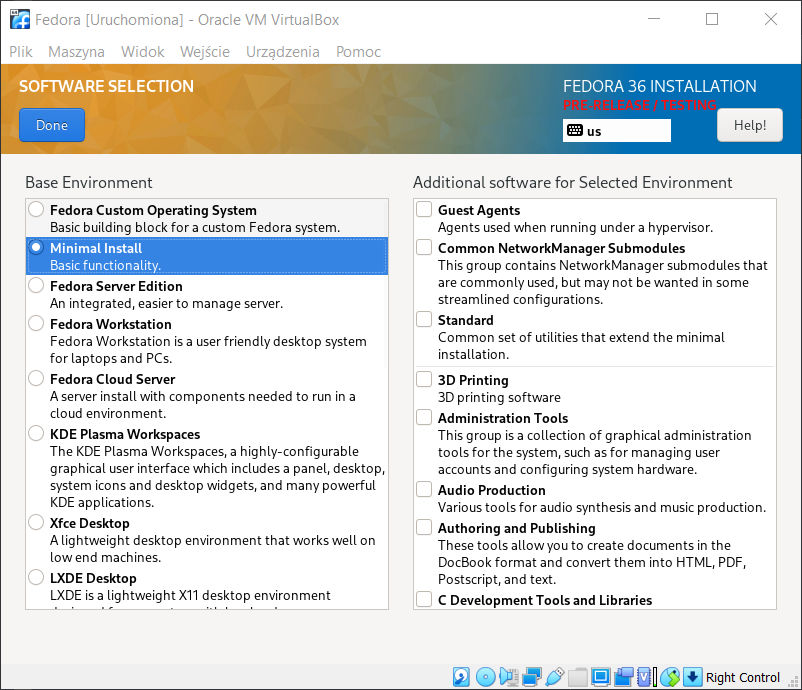 Fedora [Uruchomiona] - Oracle VM VirtualBox
Plik Maszyna Widok Wejście Urządzenia Pomoc
SOFTWARE SELECTION
Done
FEDORA 36 INSTALLATION
PRE-RELEASE / TESTING
us
Help!
Base Environment
Fedora Custom Operating System
Basic building block for a custom Fedora system.
Minimal Install
Basic functionality.
Fedora Server Edition
An integrated, easier to manage server.
Fedora Workstation
Fedora Workstation is a user friendly desktop system
for laptops and PCs.
Fedora Cloud Server
A server install with components needed to run in a
cloud environment.
KDE Plasma Workspaces
The KDE Plasma Workspaces, a highly-configurable
graphical user interface which includes a panel, desktop,
system icons and desktop widgets, and many powerful
KDE applications.
Xfce Desktop
A lightweight desktop environment that works well on
low end machines.
LXDE Desktop
LXDE is a lightweight X11 desktop environment
Additional software for Selected Environment
Guest Agents
Agents used when running under a hypervisor.
Common NetworkManager Submodules
This group contains NetworkManager submodules that
are commonly used, but may not be wanted in some
streamlined configurations.
Standard
Common set of utilities that extend the minimal
installation.
3D Printing
3D printing software
Administration Tools
This group is a collection of graphical administration
tools for the system, such as for managing user
accounts and configuring system hardware.
Audio Production
Various tools for audio synthesis and music production.
Authoring and Publishing
These tools allow you to create documents in the
DocBook format and convert them into HTML, PDF,
Postscript, and text.
C Development Tools and Libraries
Right Control